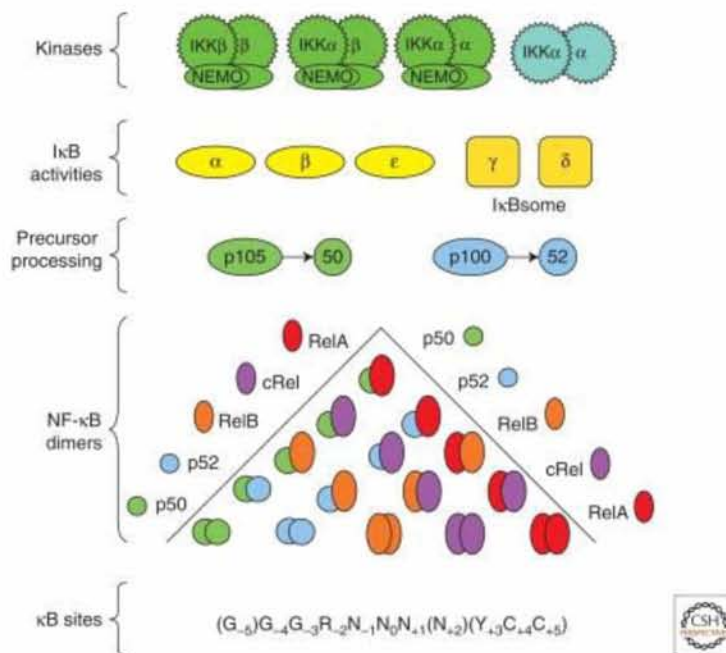 Kinases
IKKβ β
NEMO
IKKα β
NEMO
IKKα α
NEMO
IKKα α
IκB
activities
α
β
ε
γ
δ
IκBsome
Precursor
processing
p105
50
p100
52
NF-κB
dimers
RelA
cRel
RelB
p52
p50
p50
p52
RelB
cRel
RelA
κB sites
(G–5)G–4G–3R–2N–1N0N+1(N+2)(Y+3C+4C+5)
CSH
PERSPECTIVES